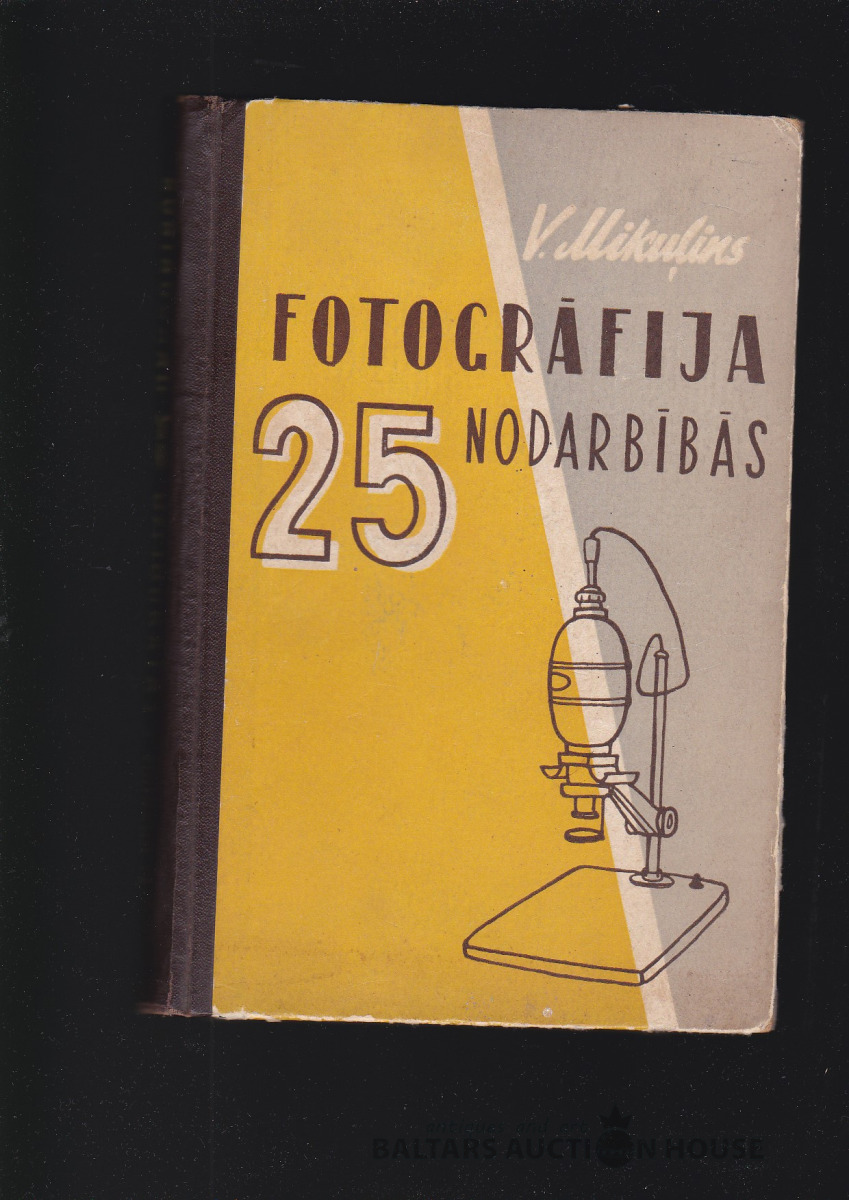 V. Mikuļins
FOTOGRĀFIJA
25 NODARBĪBĀS
BALTARS AUCTION HOUSE